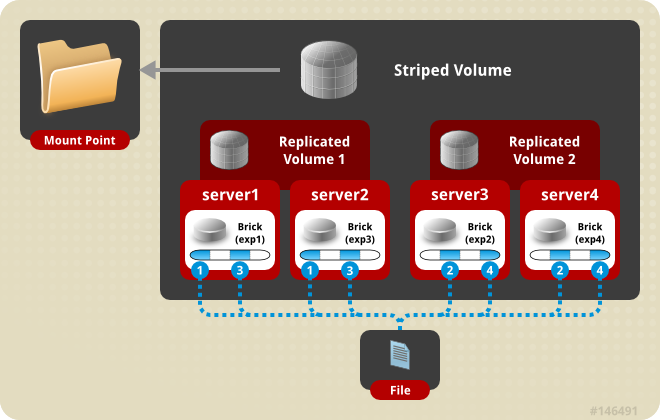 Mount Point
Striped Volume
Replicated
Volume 1
Replicated
Volume 2
server1
server2
server3
server4
Brick
(exp1)
Brick
(exp3)
Brick
(exp2)
Brick
(exp4)
1
3
1
3
2
4
2
4
File
#146491